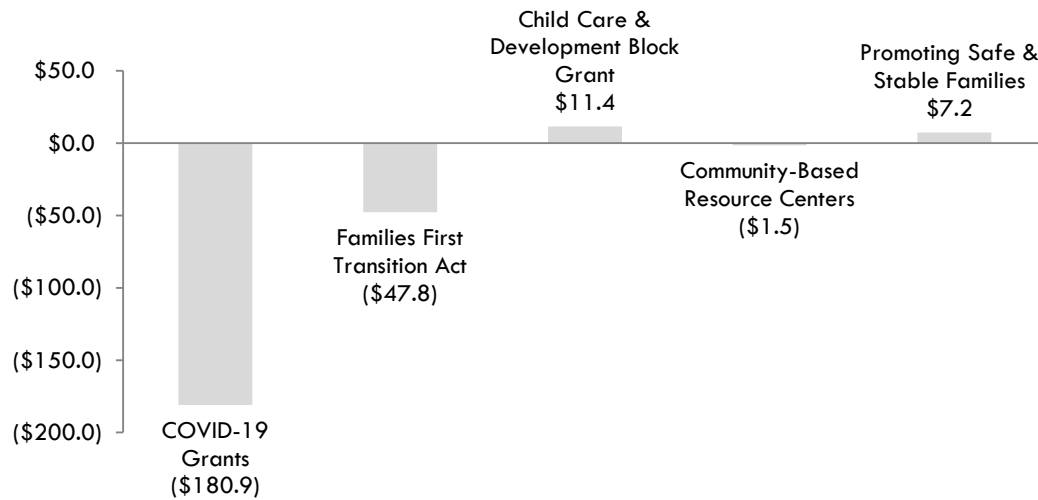 $50.0
$0.0
($50.0)
($100.0)
($150.0)
($200.0)
COVID-19
Grants
($180.9)
Families First
Transition Act
($47.8)
Child Care &
Development Block
Grant
$11.4
Community-Based
Resource Centers
($1.5)
Promoting Safe &
Stable Families
$7.2